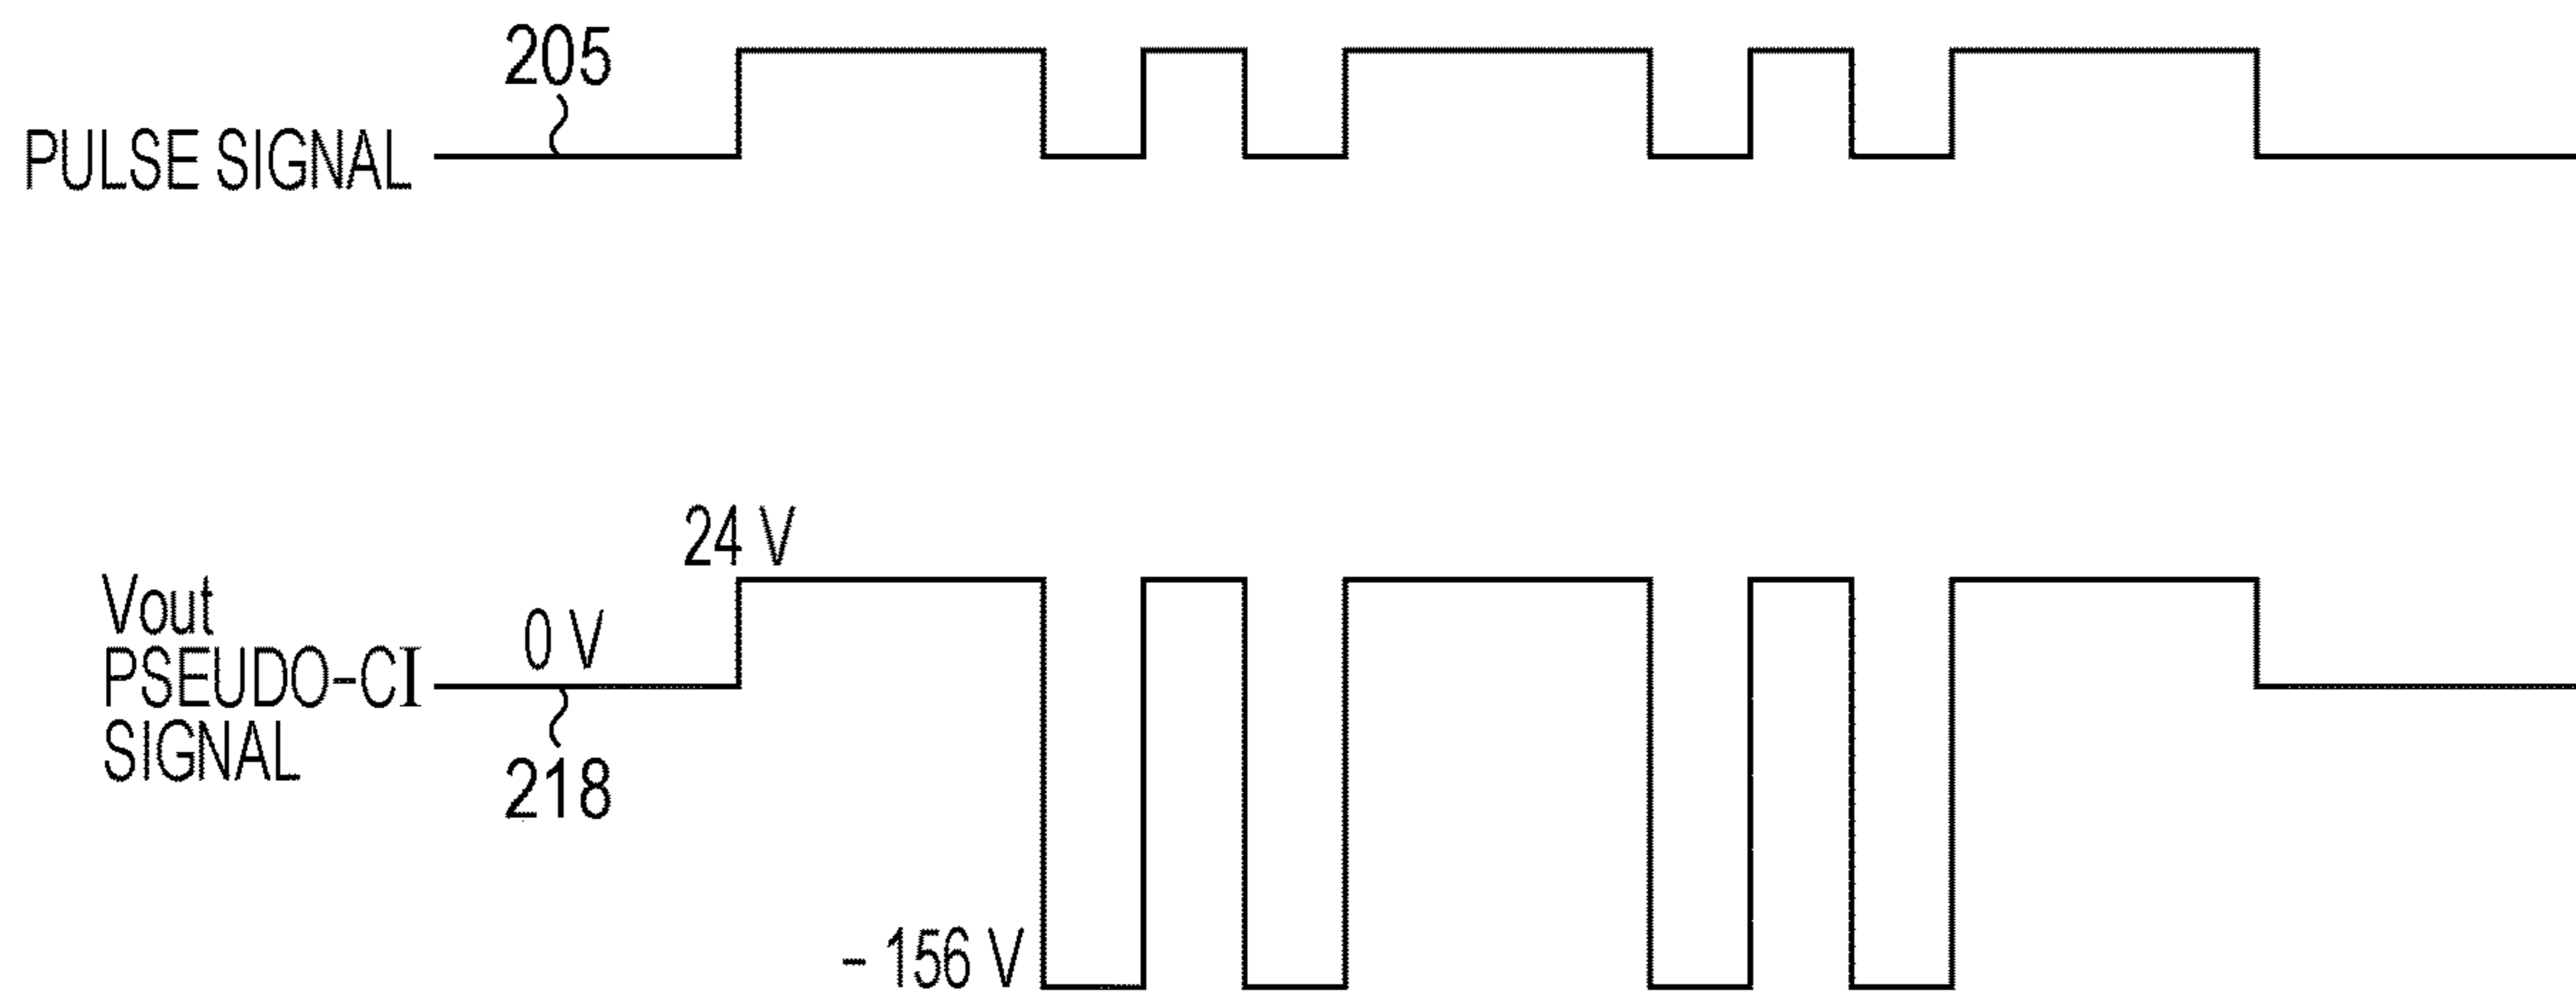 205
PULSE SIGNAL
24 V
0 V
Vout
PSEUDO-CI
SIGNAL
218
- 156 V